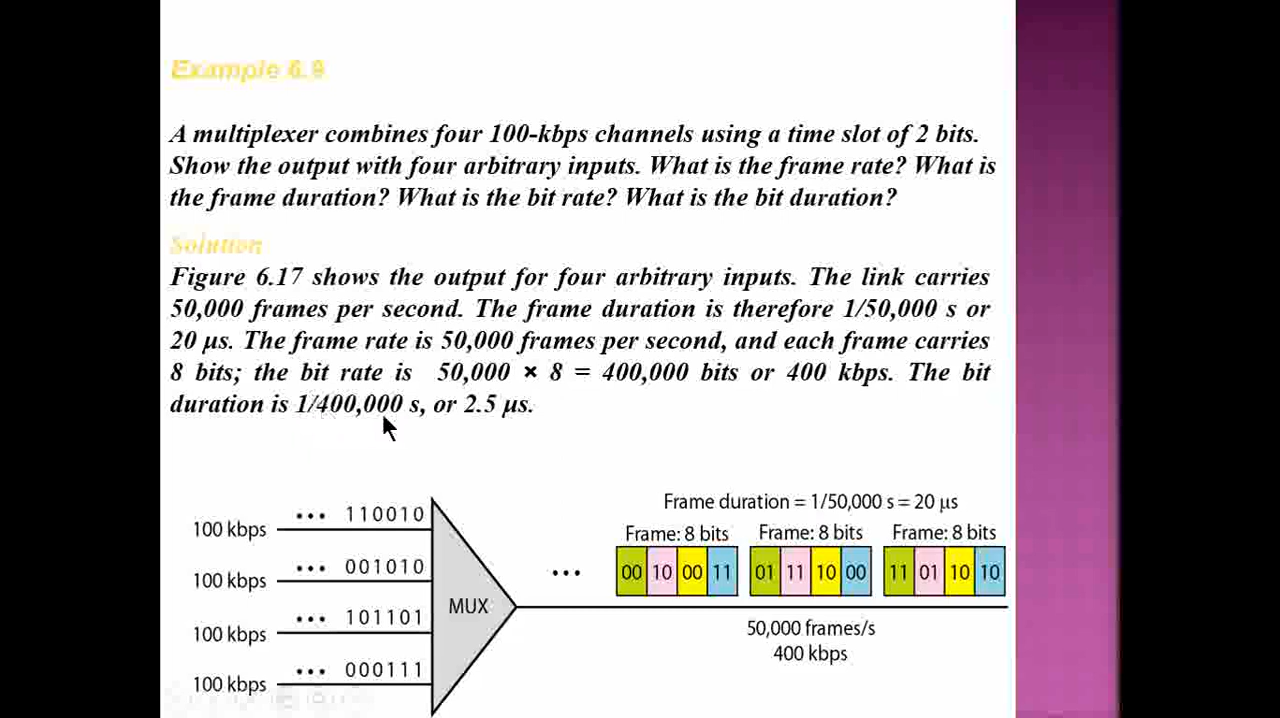 Example 6.9
A multiplexer combines four 100-kbps channels using a time slot of 2 bits.
Show the output with four arbitrary inputs. What is the frame rate? What is
the frame duration? What is the bit rate? What is the bit duration?
Solution
Figure 6.17 shows the output for four arbitrary inputs. The link carries
50,000 frames per second. The frame duration is therefore 1/50,000 s or
20 μs. The frame rate is 50,000 frames per second, and each frame carries
8 bits; the bit rate is 50,000 × 8 = 400,000 bits or 400 kbps. The bit
duration is 1/400,000 s, or 2.5 μs.
Frame duration = 1/50,000 s = 20 μs
Frame: 8 bits Frame: 8 bits Frame: 8 bits
100 kbps ••• 110010
100 kbps ••• 001010
100 kbps ••• 101101
100 kbps ••• 000111
MUX
••• 00 10 00 11 01 11 10 00 11 01 10 10
50,000 frames/s
400 kbps